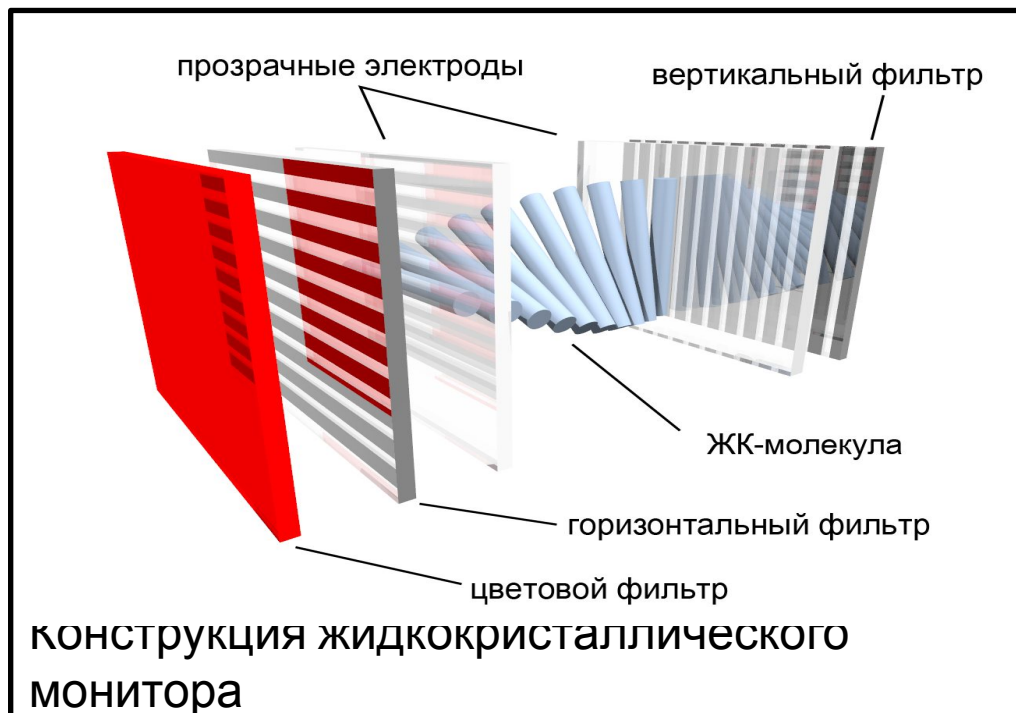 прозрачные электроды
вертикальный фильтр
ЖК-молекула
горизонтальный фильтр
цветовой фильтр
Конструкция жидкокристаллического
монитора